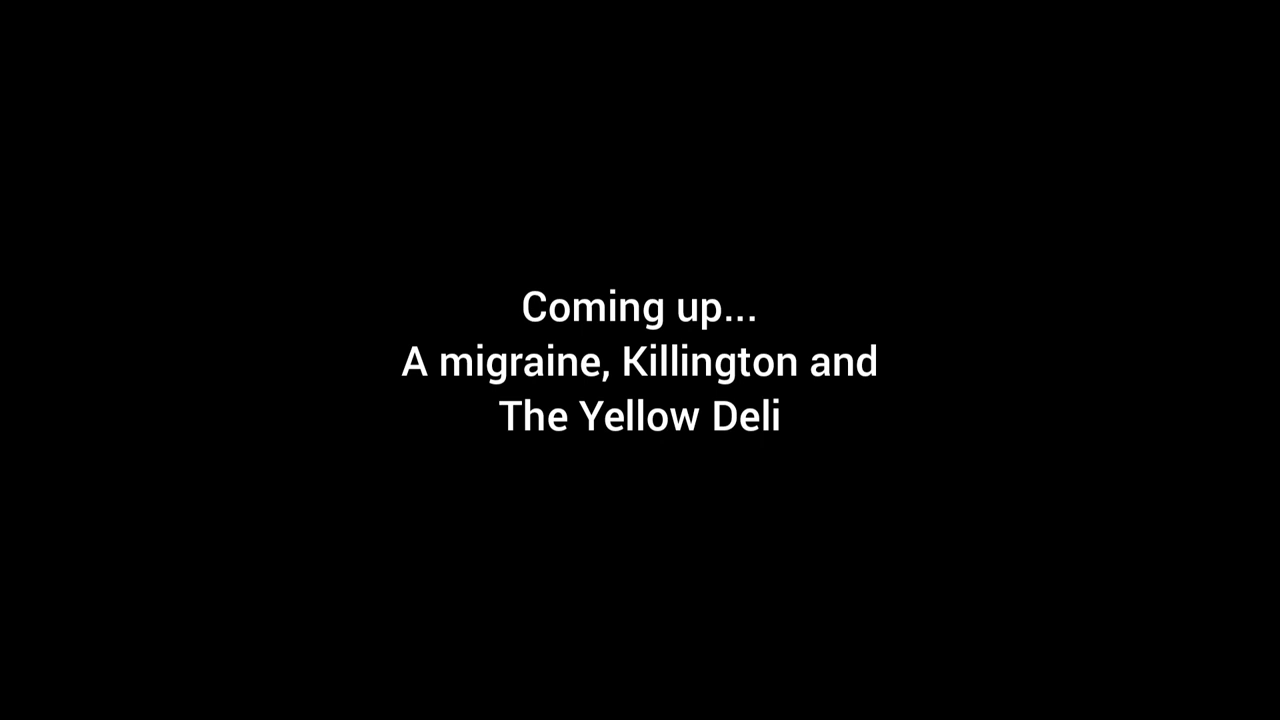 Coming up...
A migraine, Killington and
The Yellow Deli